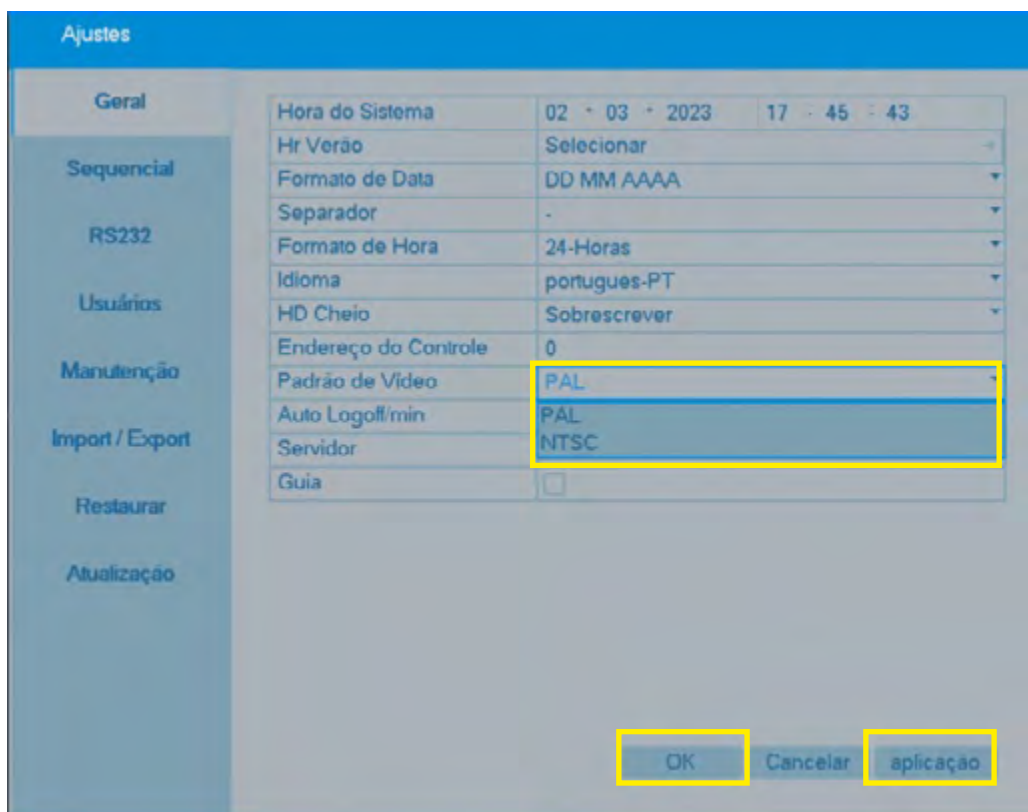 Ajustes
Geral
Sequencial
RS232
Usuários
Manutenção
Import / Export
Restaurar
Atualização
Hora do Sistema 02 - 03 - 2023 17 : 45 : 43
Hr Verão Selecionar
Formato de Data DD MM AAAA
Separador -
Formato de Hora 24-Horas
Idioma portugues-PT
HD Cheio Sobrescrever
Endereço do Controle 0
Padrão de Vídeo PAL
Auto Logoff/min PAL
Servidor NTSC
Guia
OK Cancelar aplicação